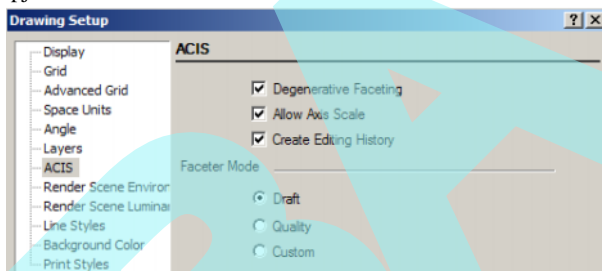 Drawing Setup
Display
Grid
Advanced Grid
Space Units
Angle
Layers
ACIS
Render Scene Environ
Render Scene Luminar
Line Styles
Background Color
Print Styles
ACIS
Degenerative Faceting
Allow Axis Scale
Create Editing History
Faceter Mode
Draft
Quality
Custom